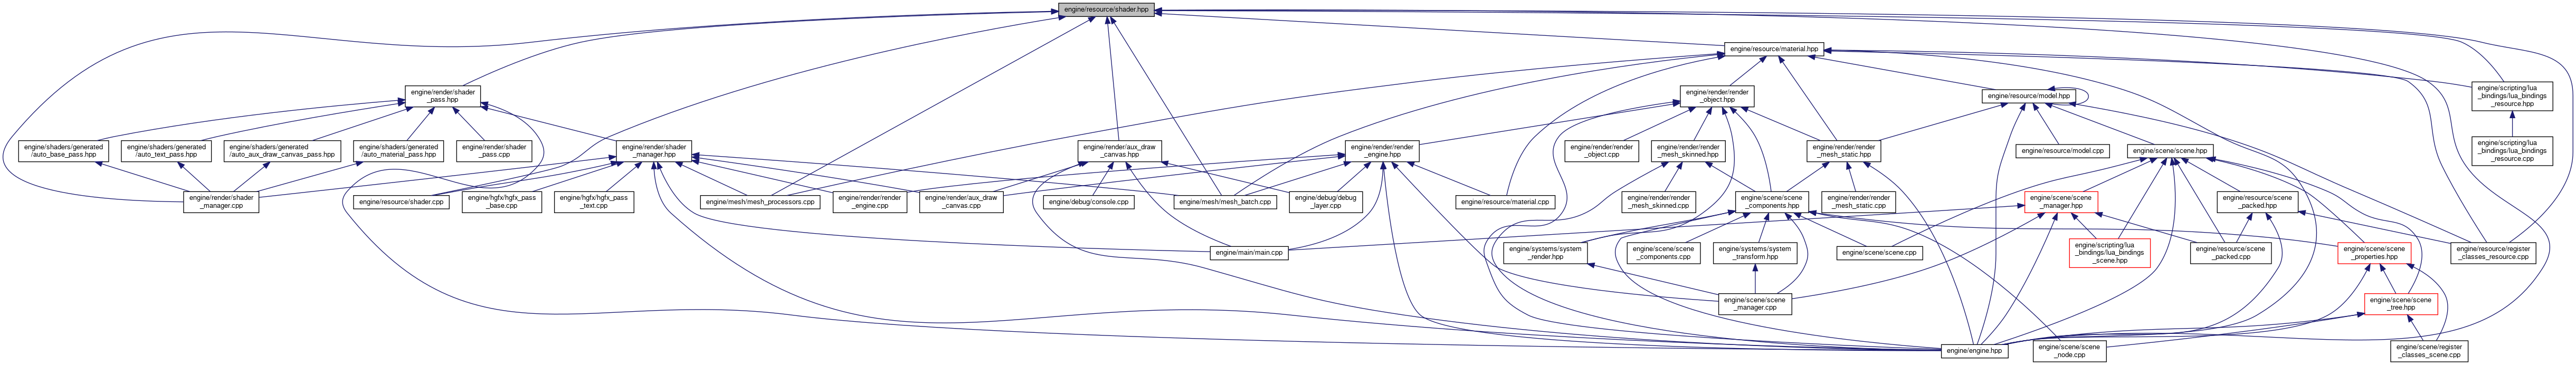 engine/resource/shader.hpp
engine/resource/material.hpp
engine/render/shader
_pass.hpp
engine/render/render
_object.hpp
engine/resource/model.hpp
engine/scripting/lua
_bindings/lua_bindings
_resource.hpp
engine/shaders/generated
/auto_base_pass.hpp
engine/shaders/generated
/auto_text_pass.hpp
engine/shaders/generated
/auto_aux_draw_canvas_pass.hpp
engine/shaders/generated
/auto_material_pass.hpp
engine/render/shader
_pass.cpp
engine/render/shader
_manager.hpp
engine/render/aux_draw
_canvas.hpp
engine/render/render
_engine.hpp
engine/render/render
_object.cpp
engine/render/render
_mesh_skinned.hpp
engine/render/render
_mesh_static.hpp
engine/resource/model.cpp
engine/scene/scene.hpp
engine/scripting/lua
_bindings/lua_bindings
_resource.cpp
engine/render/shader
_manager.cpp
engine/resource/shader.cpp
engine/hgfx/hgfx_pass
_base.cpp
engine/hgfx/hgfx_pass
_text.cpp
engine/mesh/mesh_processors.cpp
engine/render/render
_engine.cpp
engine/render/aux_draw
_canvas.cpp
engine/debug/console.cpp
engine/mesh/mesh_batch.cpp
engine/debug/debug
_layer.cpp
engine/resource/material.cpp
engine/render/render
_mesh_skinned.cpp
engine/scene/scene
_components.hpp
engine/render/render
_mesh_static.cpp
engine/scene/scene
_manager.hpp
engine/resource/scene
_packed.hpp
engine/main/main.cpp
engine/systems/system
_render.hpp
engine/scene/scene
_components.cpp
engine/systems/system
_transform.hpp
engine/scene/scene.cpp
engine/scripting/lua
_bindings/lua_bindings
_scene.hpp
engine/resource/scene
_packed.cpp
engine/scene/scene
_properties.hpp
engine/resource/register
_classes_resource.cpp
engine/scene/scene
_manager.cpp
engine/scene/scene
_tree.hpp
engine/engine.hpp
engine/scene/scene
_node.cpp
engine/scene/register
_classes_scene.cpp